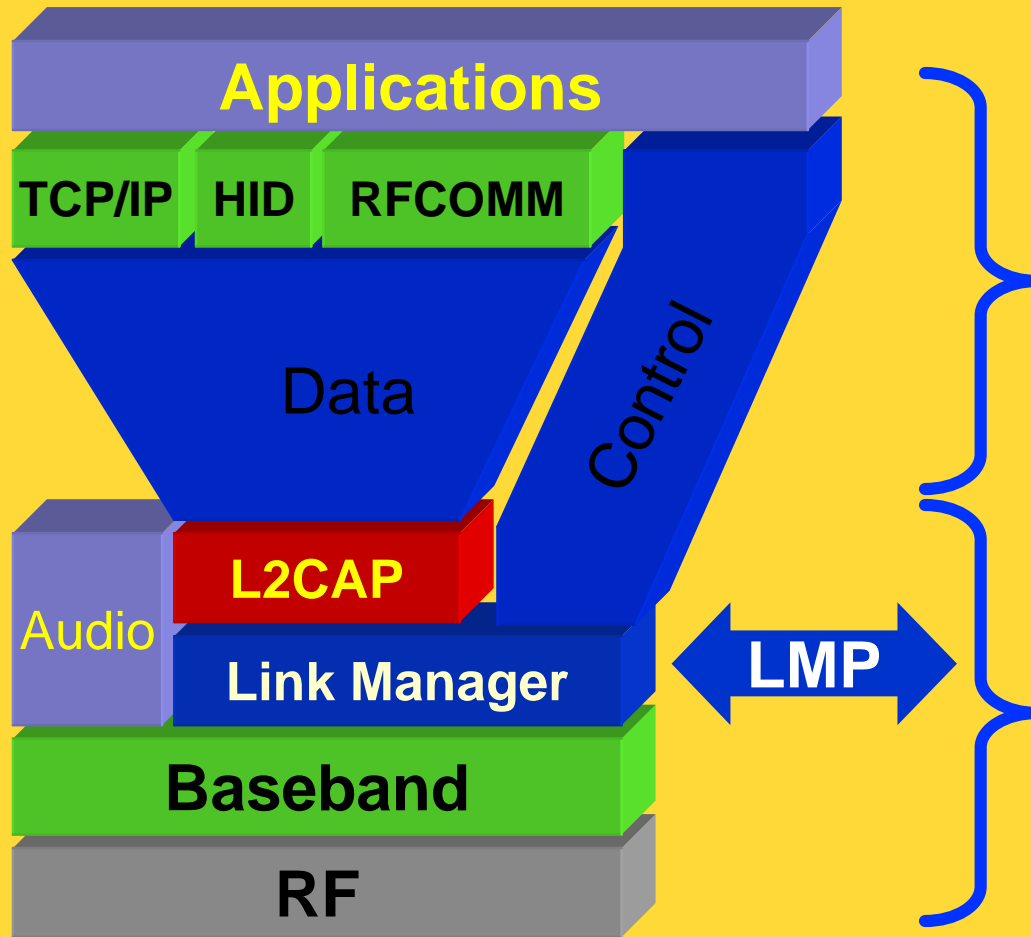 Applications
TCP/IP
HID
RFCOMM
Data
Control
L2CAP
Audio
Link Manager
LMP
Baseband
RF